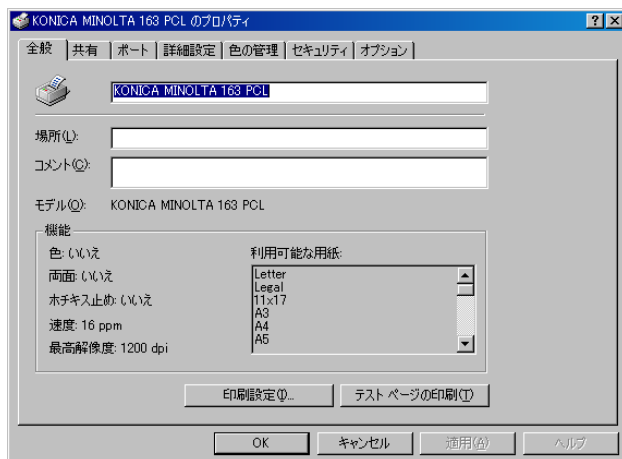 KONICA MINOLTA 163 PCL のプロパティ
全般 共有 ポート 詳細設定 色の管理 セキュリティ オプション
KONICA MINOLTA 163 PCL
場所(L):
コメント(C):
モデル(O): KONICA MINOLTA 163 PCL
機能
色: いいえ
両面: いいえ
ホチキス止め: いいえ
速度: 16 ppm
最高解像度: 1200 dpi
利用可能な用紙:
Letter
Legal
11x17
A3
A4
A5
印刷設定(I)... テスト ページの印刷(T)
OK キャンセル 適用(A) ヘルプ